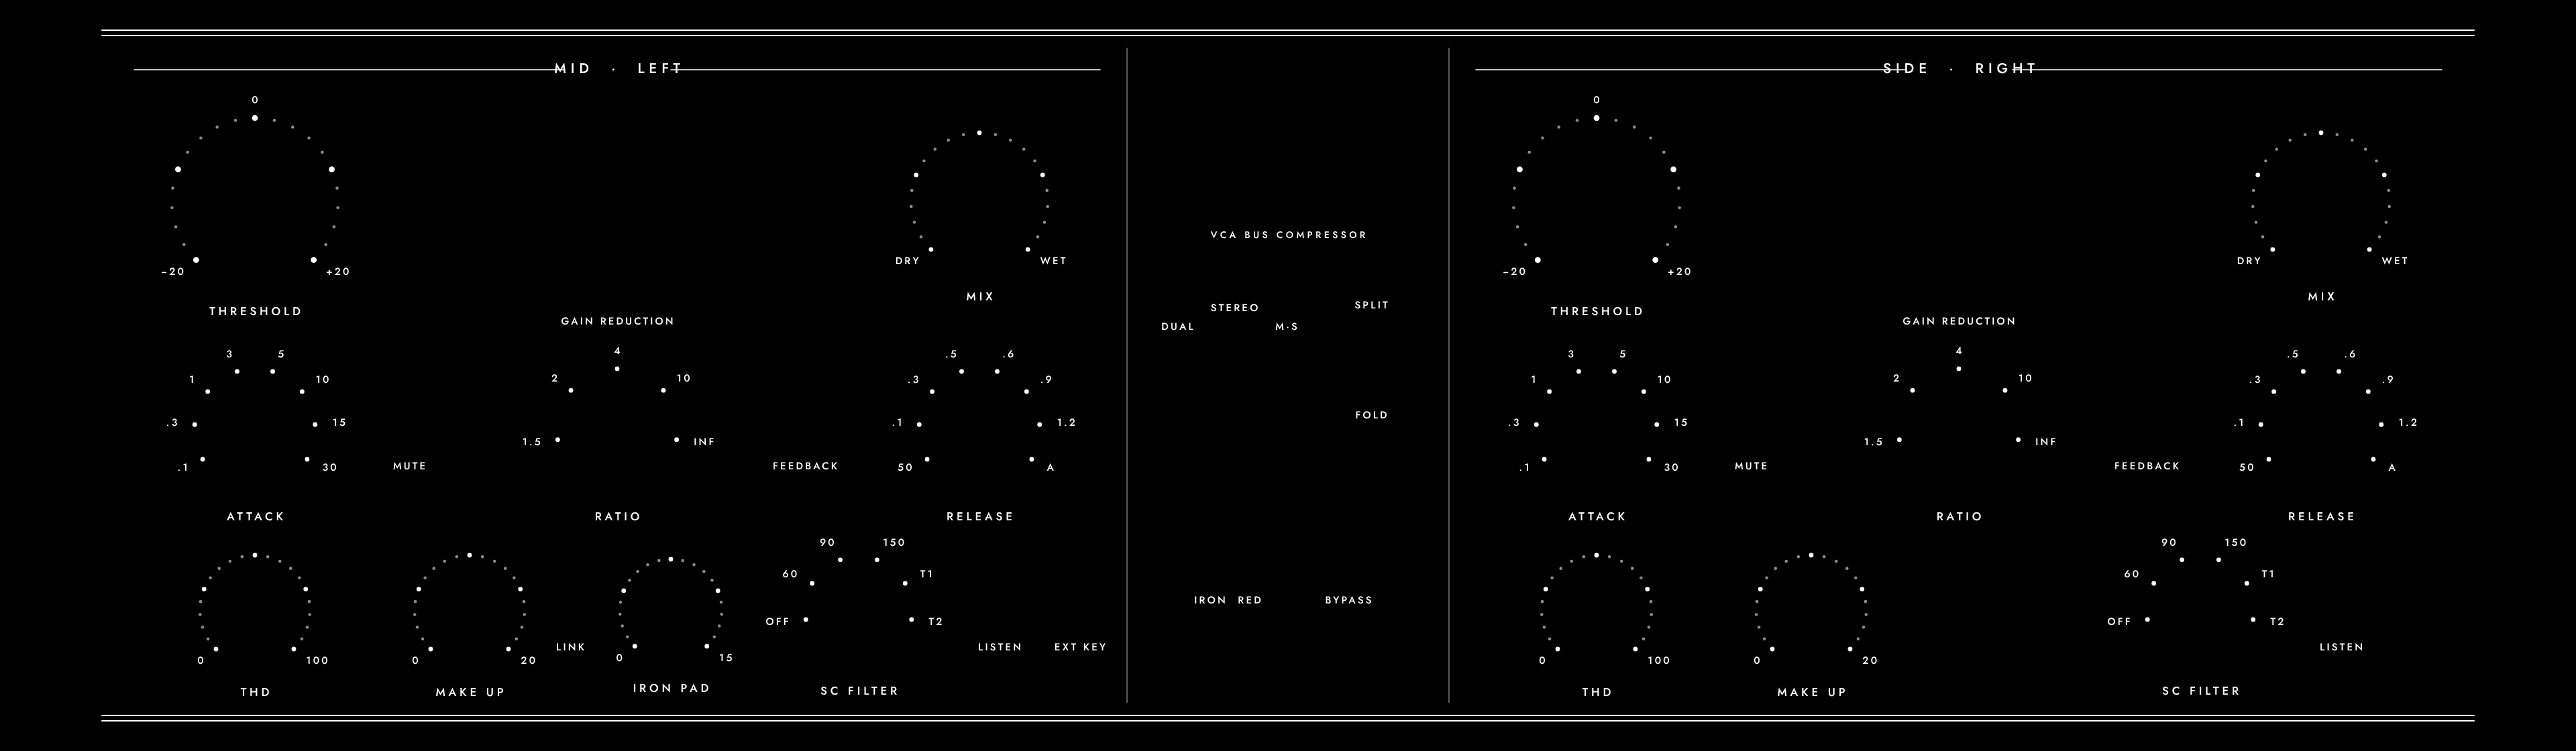 MID · LEFT
0
−20
+20
THRESHOLD
DRY
WET
MIX
GAIN REDUCTION
.1
.3
1
3
5
10
15
30
ATTACK
MUTE
1.5
2
4
10
INF
RATIO
FEEDBACK
50
.1
.3
.5
.6
.9
1.2
A
RELEASE
0
100
THD
0
20
MAKE UP
LINK
0
15
IRON PAD
OFF
60
90
150
T1
T2
SC FILTER
LISTEN
EXT KEY
VCA BUS COMPRESSOR
STEREO
SPLIT
DUAL
M·S
FOLD
IRON RED
BYPASS
SIDE · RIGHT
0
−20
+20
THRESHOLD
DRY
WET
MIX
GAIN REDUCTION
.1
.3
1
3
5
10
15
30
ATTACK
MUTE
1.5
2
4
10
INF
RATIO
FEEDBACK
50
.1
.3
.5
.6
.9
1.2
A
RELEASE
0
100
THD
0
20
MAKE UP
OFF
60
90
150
T1
T2
SC FILTER
LISTEN